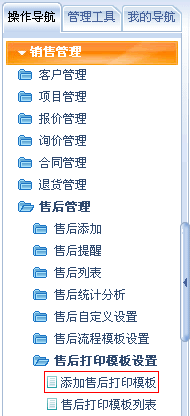 操作导航 管理工具 我的导航
销售管理
客户管理
项目管理
报价管理
询价管理
合同管理
退货管理
售后管理
售后添加
售后提醒
售后列表
售后统计分析
售后自定义设置
售后流程模板设置
售后打印模板设置
添加售后打印模板
售后打印模板列表